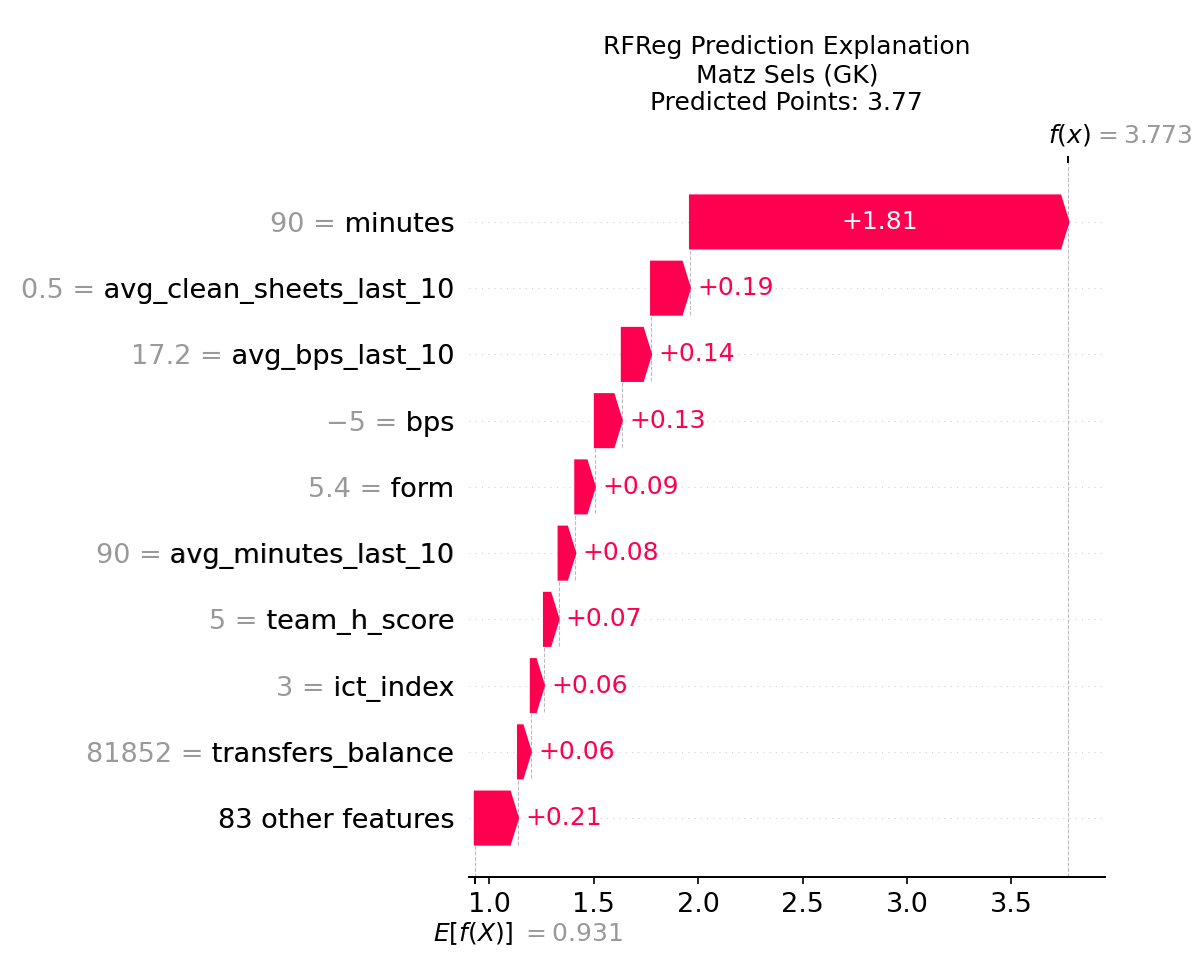 RFReg Prediction Explanation
Matz Sels (GK)
Predicted Points: 3.77
f(x) = 3.773
90 = minutes
+1.81
0.5 = avg_clean_sheets_last_10
+0.19
17.2 = avg_bps_last_10
+0.14
−5 = bps
+0.13
5.4 = form
+0.09
90 = avg_minutes_last_10
+0.08
5 = team_h_score
+0.07
3 = ict_index
+0.06
81852 = transfers_balance
+0.06
83 other features
+0.21
1.0 1.5 2.0 2.5 3.0 3.5
E[f(X)] = 0.931